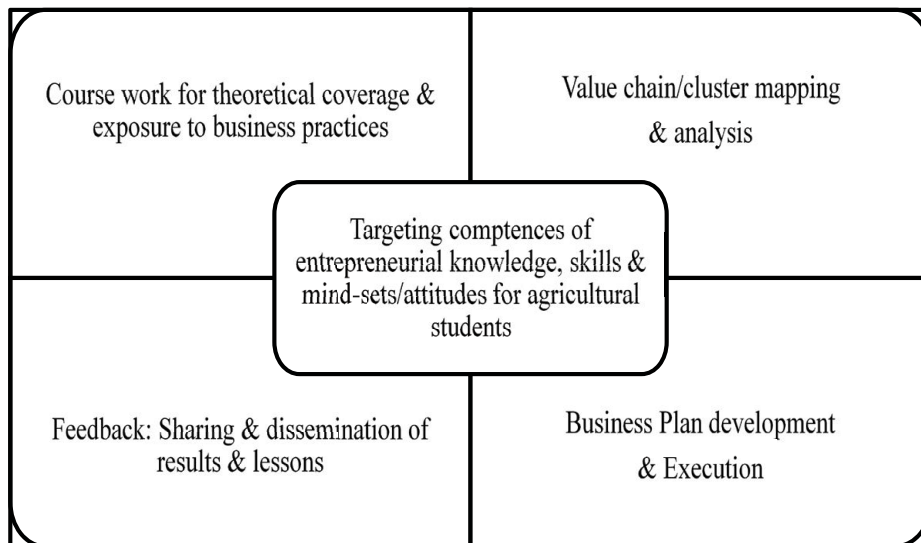 Course work for theoretical coverage &
exposure to business practices
Value chain/cluster mapping
& analysis
Targeting comptences of
entrepreneurial knowledge, skills &
mind-sets/attitudes for agricultural
students
Feedback: Sharing & dissemination of
results & lessons
Business Plan development
& Execution